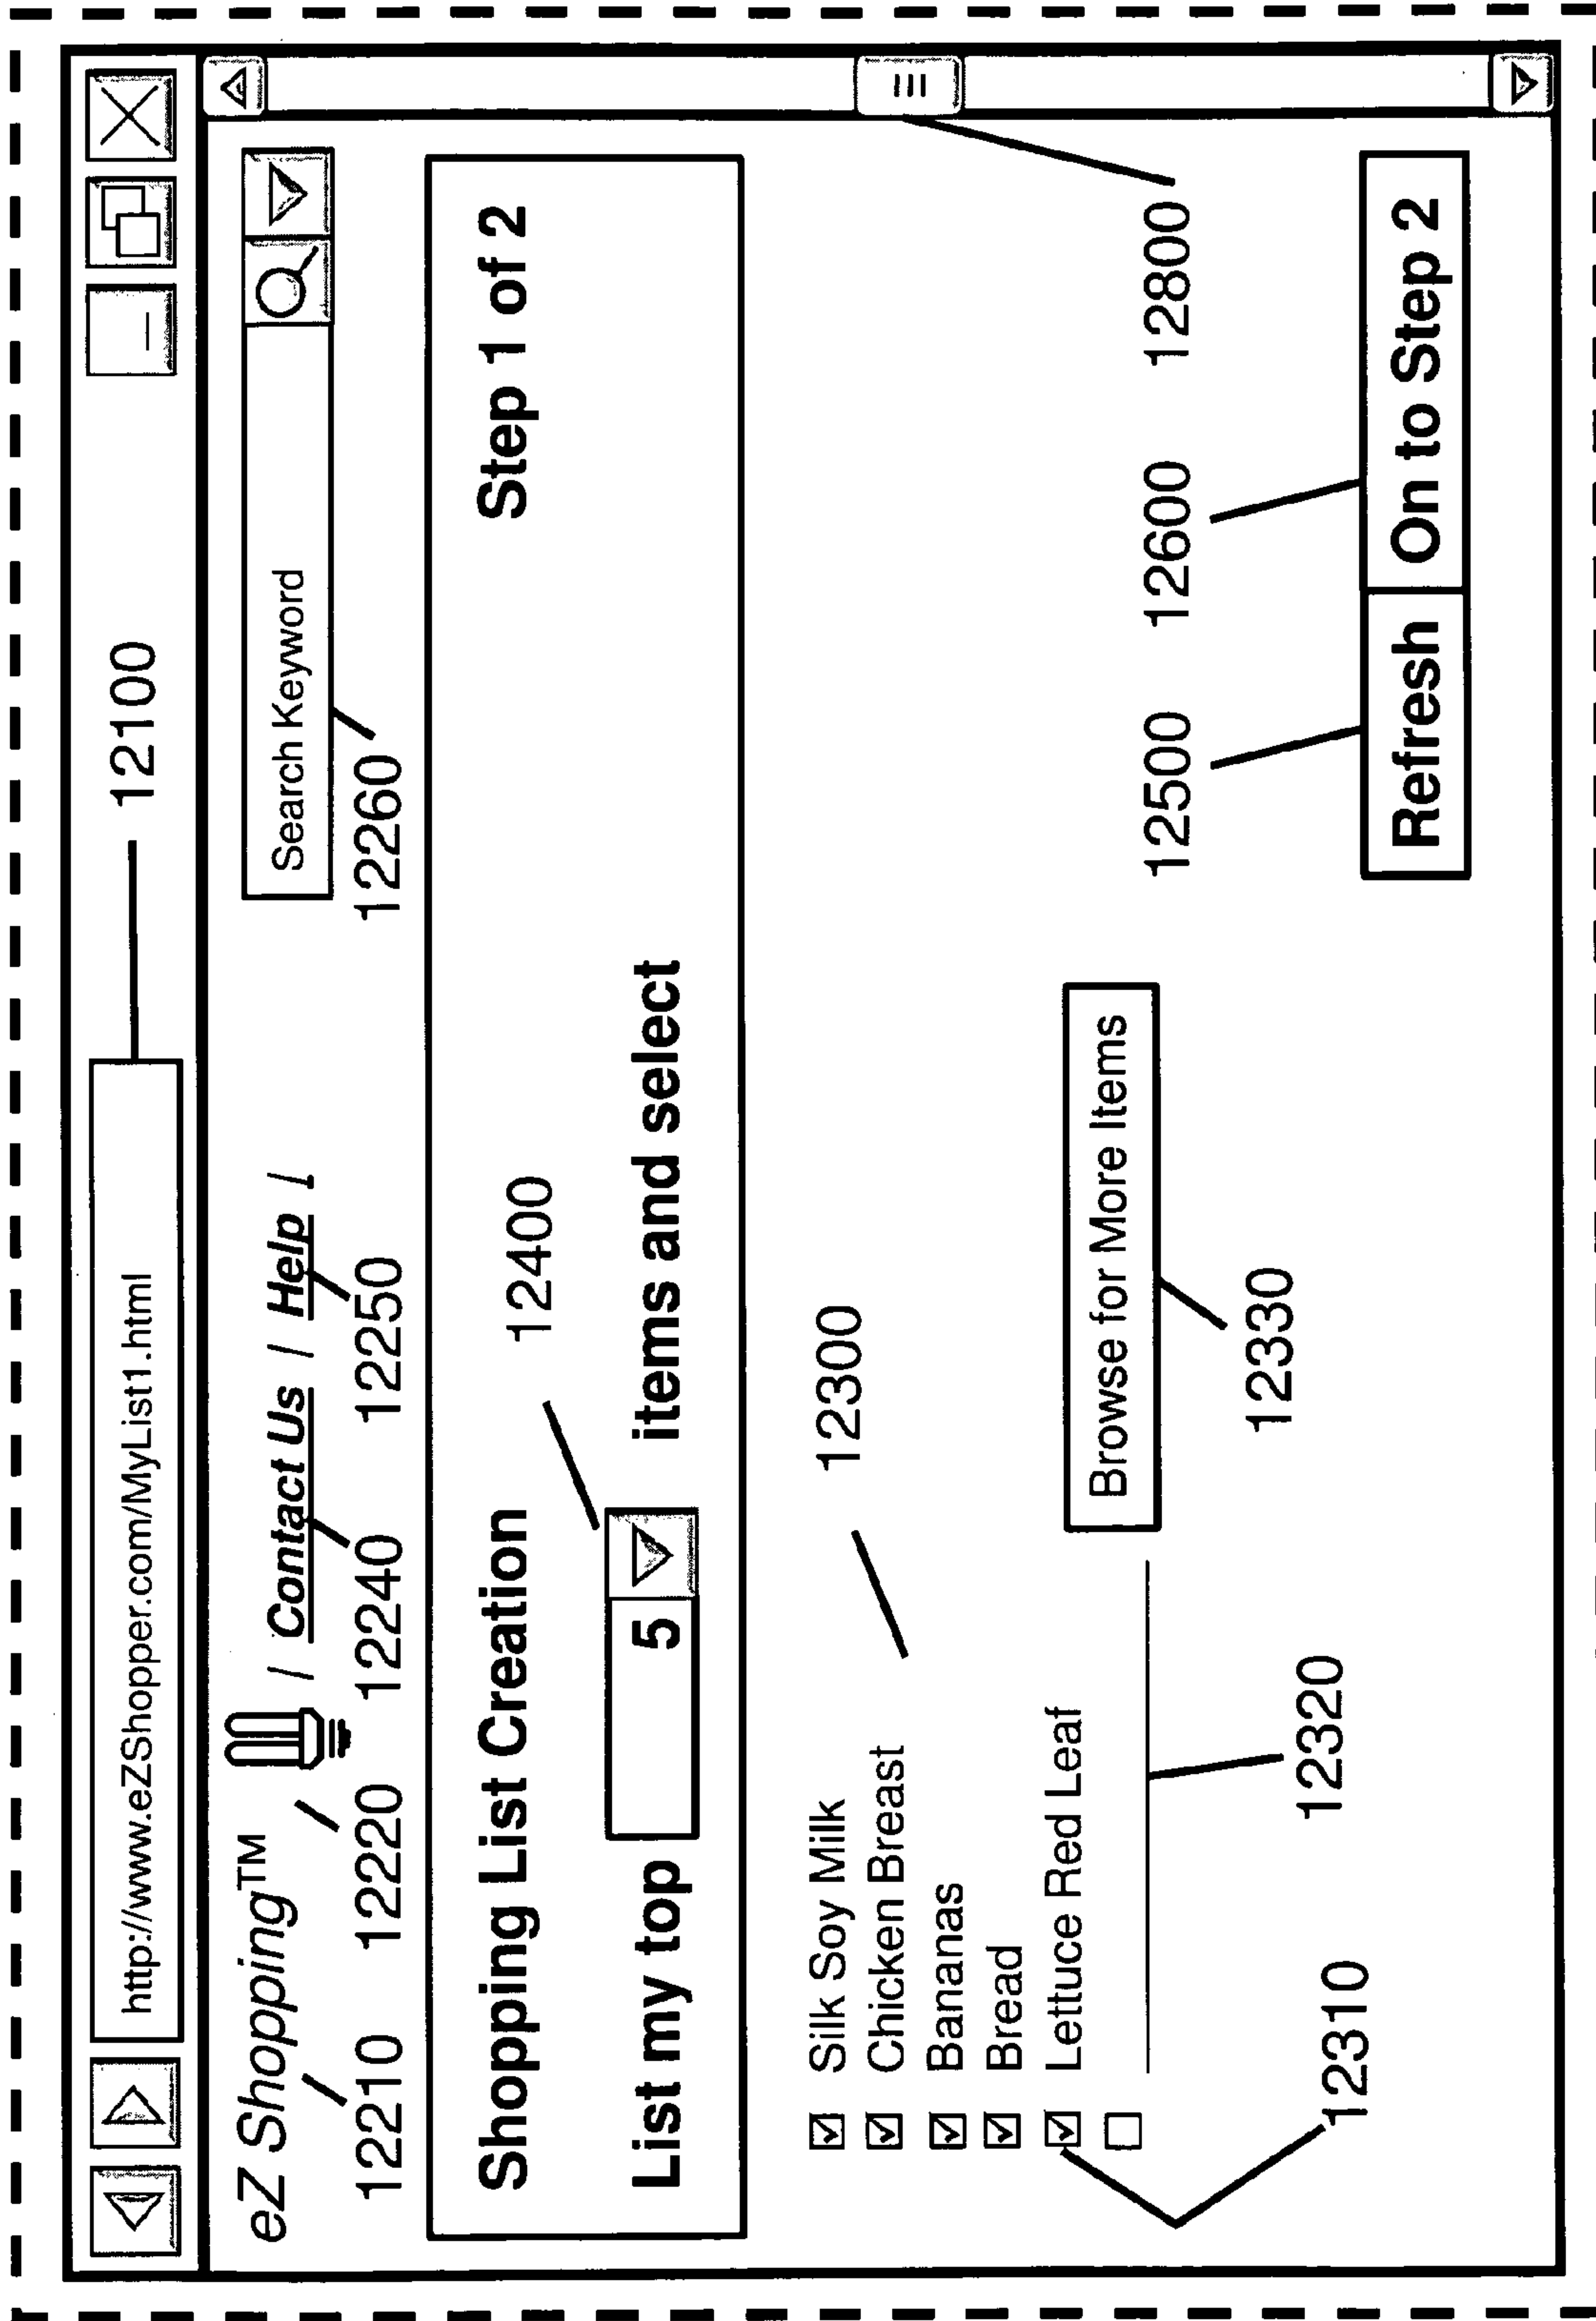 http://www.eZShopper.com/MyList1.html 12100
eZ Shopping™ / Contact Us / Help / Search Keyword
12210 12220 12240 12250 12260
Shopping List Creation Step 1 of 2
12400
List my top 5 items and select
Silk Soy Milk 12300
Chicken Breast
Bananas
Bread
Lettuce Red Leaf
Browse for More Items
12500 12600 12800
12330
12320
12310
Refresh On to Step 2